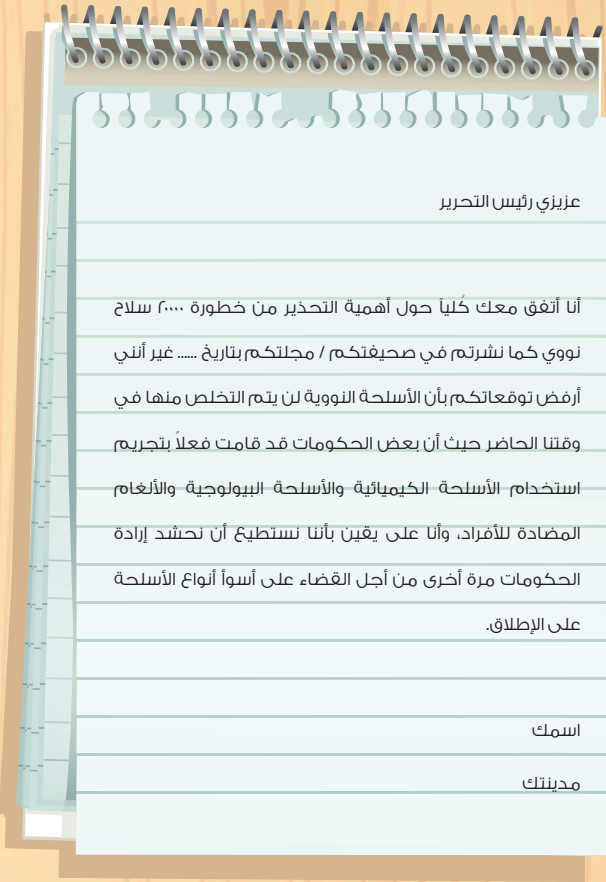 عزيزي رئيس التحرير
أنا أتفق معك كُلياً حول أهمية التحذير من خطورة ٢٠٠٠٠ سلاح
نووي كما نشرتم في صحيفتكم / مجلتكم بتاريخ ...... غير أنني
أرفض توقعاتكم بأن الأسلحة النووية لن يتم التخلص منها في
وقتنا الحاضر حيث أن بعض الحكومات قد قامت فعلاً بتجريم
استخدام الأسلحة الكيميائية والأسلحة البيولوجية والألغام
المضادة للأفراد، وأنا على يقين بأننا نستطيع أن نحشد إرادة
الحكومات مرة أخرى من أجل القضاء على أسوأ أنواع الأسلحة
على الإطلاق.
اسمك
مدينتك